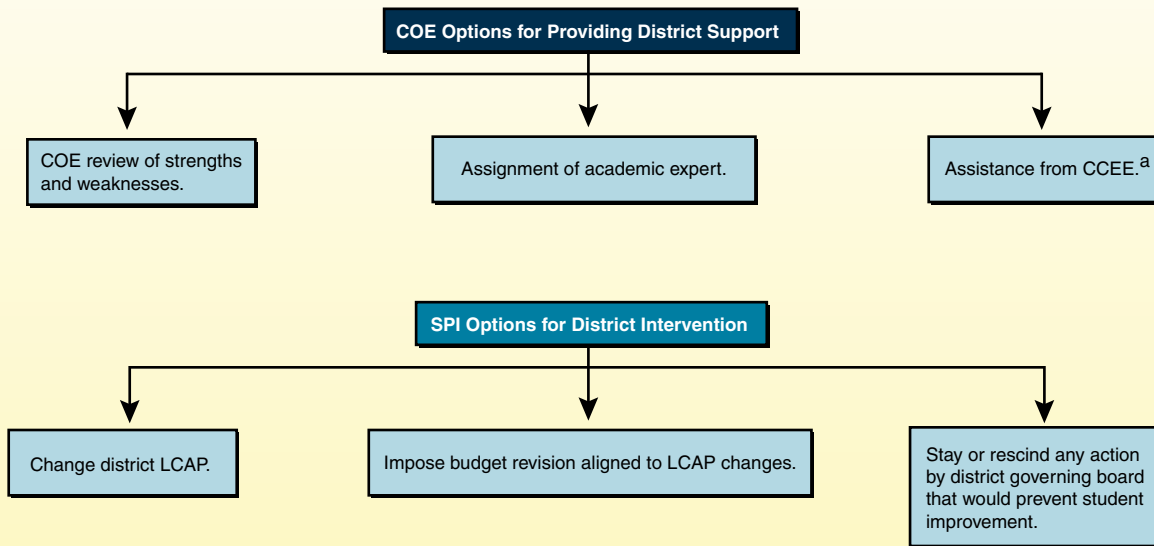 COE Options for Providing District Support
COE review of strengths
and weaknesses.
Assignment of academic expert.
Assistance from CCEE.a
SPI Options for District Intervention
Change district LCAP.
Impose budget revision aligned to LCAP changes.
Stay or rescind any action
by district governing board
that would prevent student
improvement.